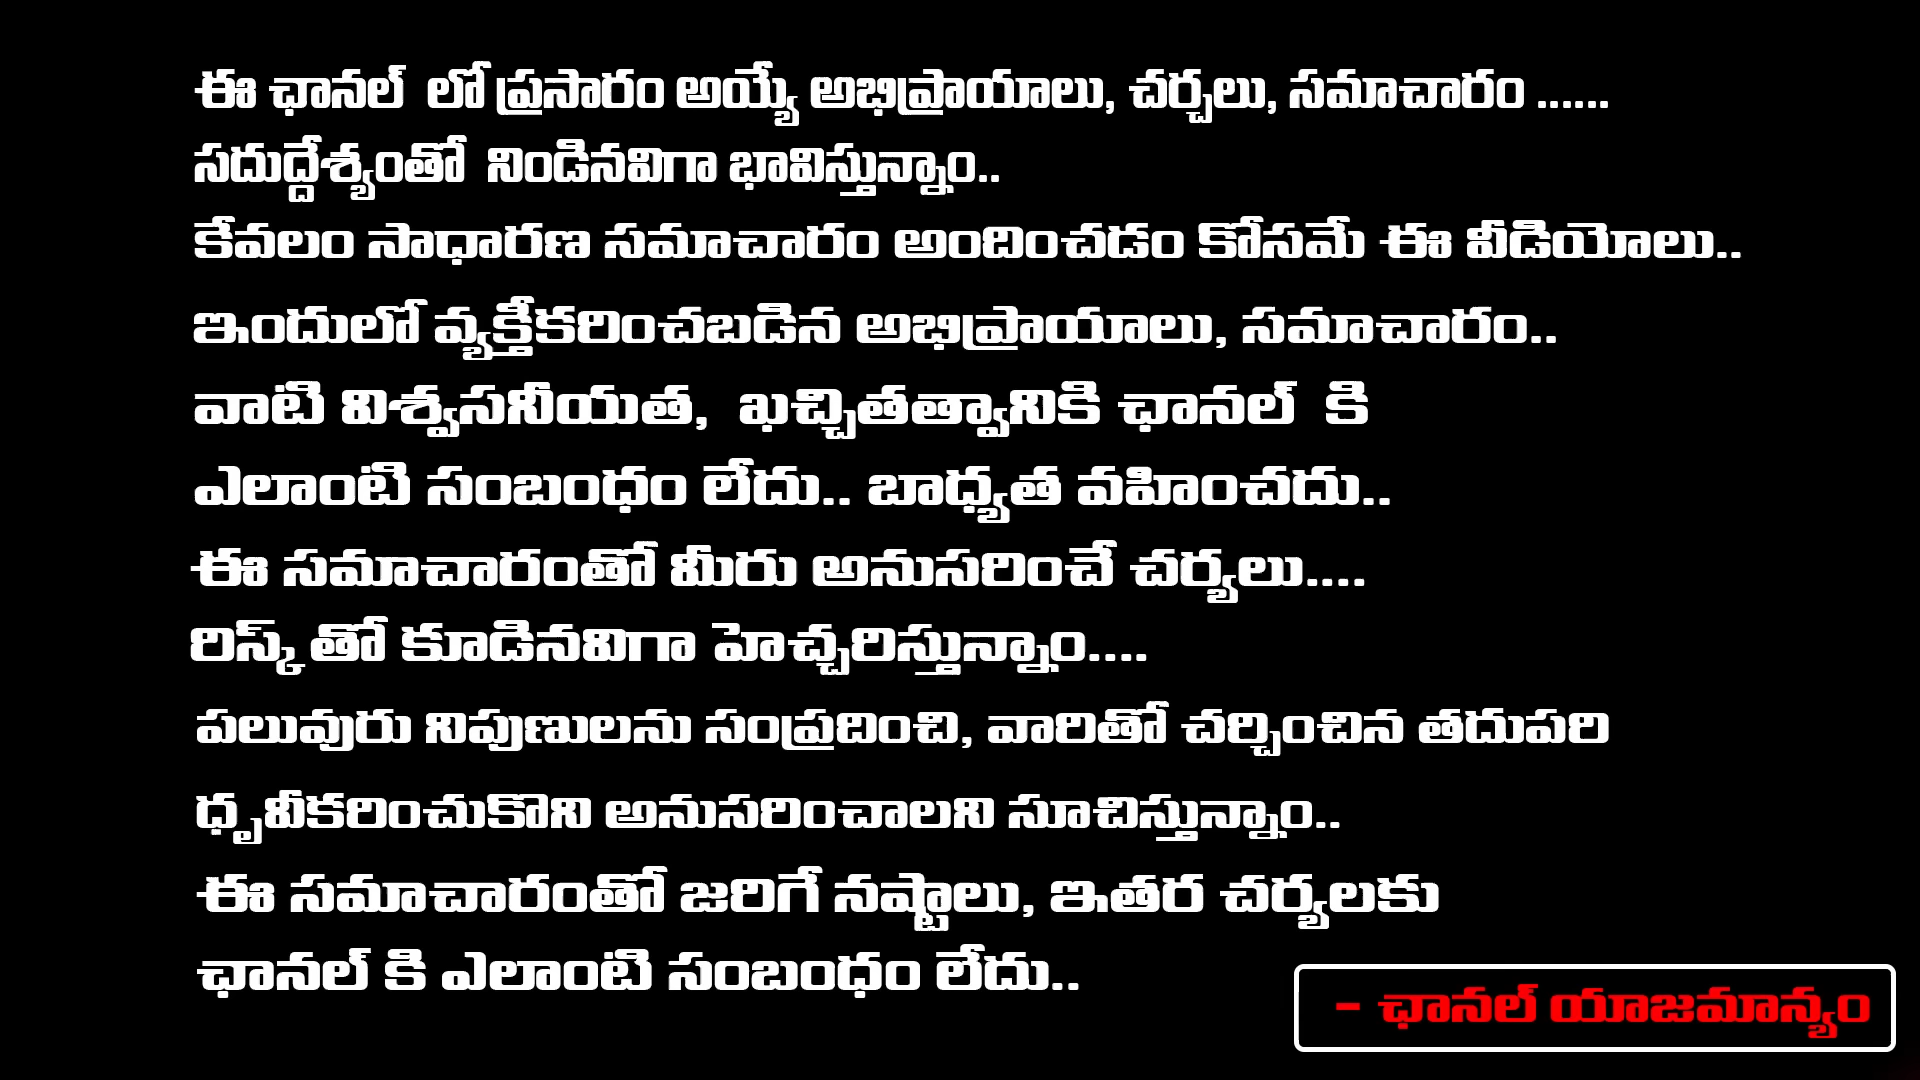 ఈ ఛానల్ లో ప్రసారం అయ్యే అభిప్రాయాలు, చర్చలు, సమాచారం ......
సదుద్దేశ్యంతో నిండినవిగా భావిస్తున్నాం..
కేవలం సాధారణ సమాచారం అందించడం కోసమే ఈ వీడియోలు..
ఇందులో వ్యక్తీకరించబడిన అభిప్రాయాలు, సమాచారం..
వాటి విశ్వసనీయత, ఖచ్చితత్వానికి ఛానల్ కి
ఎలాంటి సంబంధం లేదు.. బాధ్యత వహించదు..
ఈ సమాచారంతో మీరు అనుసరించే చర్యలు....
రిస్క్ తో కూడినవిగా హెచ్చరిస్తున్నాం....
పలువురు నిపుణులను సంప్రదించి, వారితో చర్చించిన తదుపరి
ధృవీకరించుకొని అనుసరించాలని సూచిస్తున్నాం..
ఈ సమాచారంతో జరిగే నష్టాలు, ఇతర చర్యలకు
ఛానల్ కి ఎలాంటి సంబంధం లేదు..
- ఛానల్ యాజమాన్యం